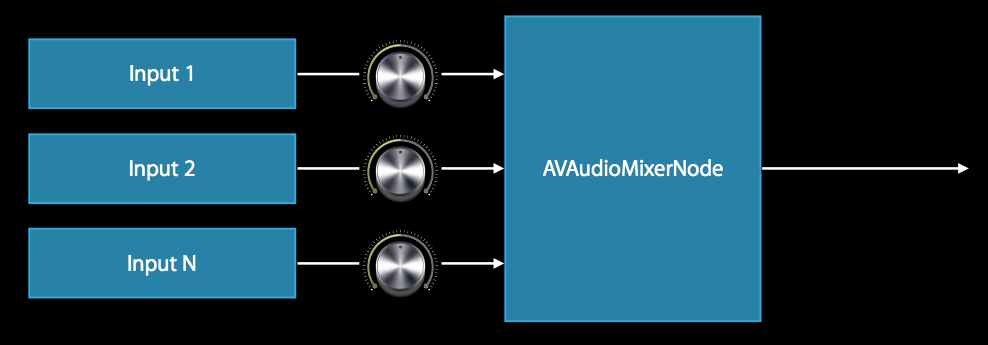 Input 1
Input 2
AVAudioMixerNode
Input N